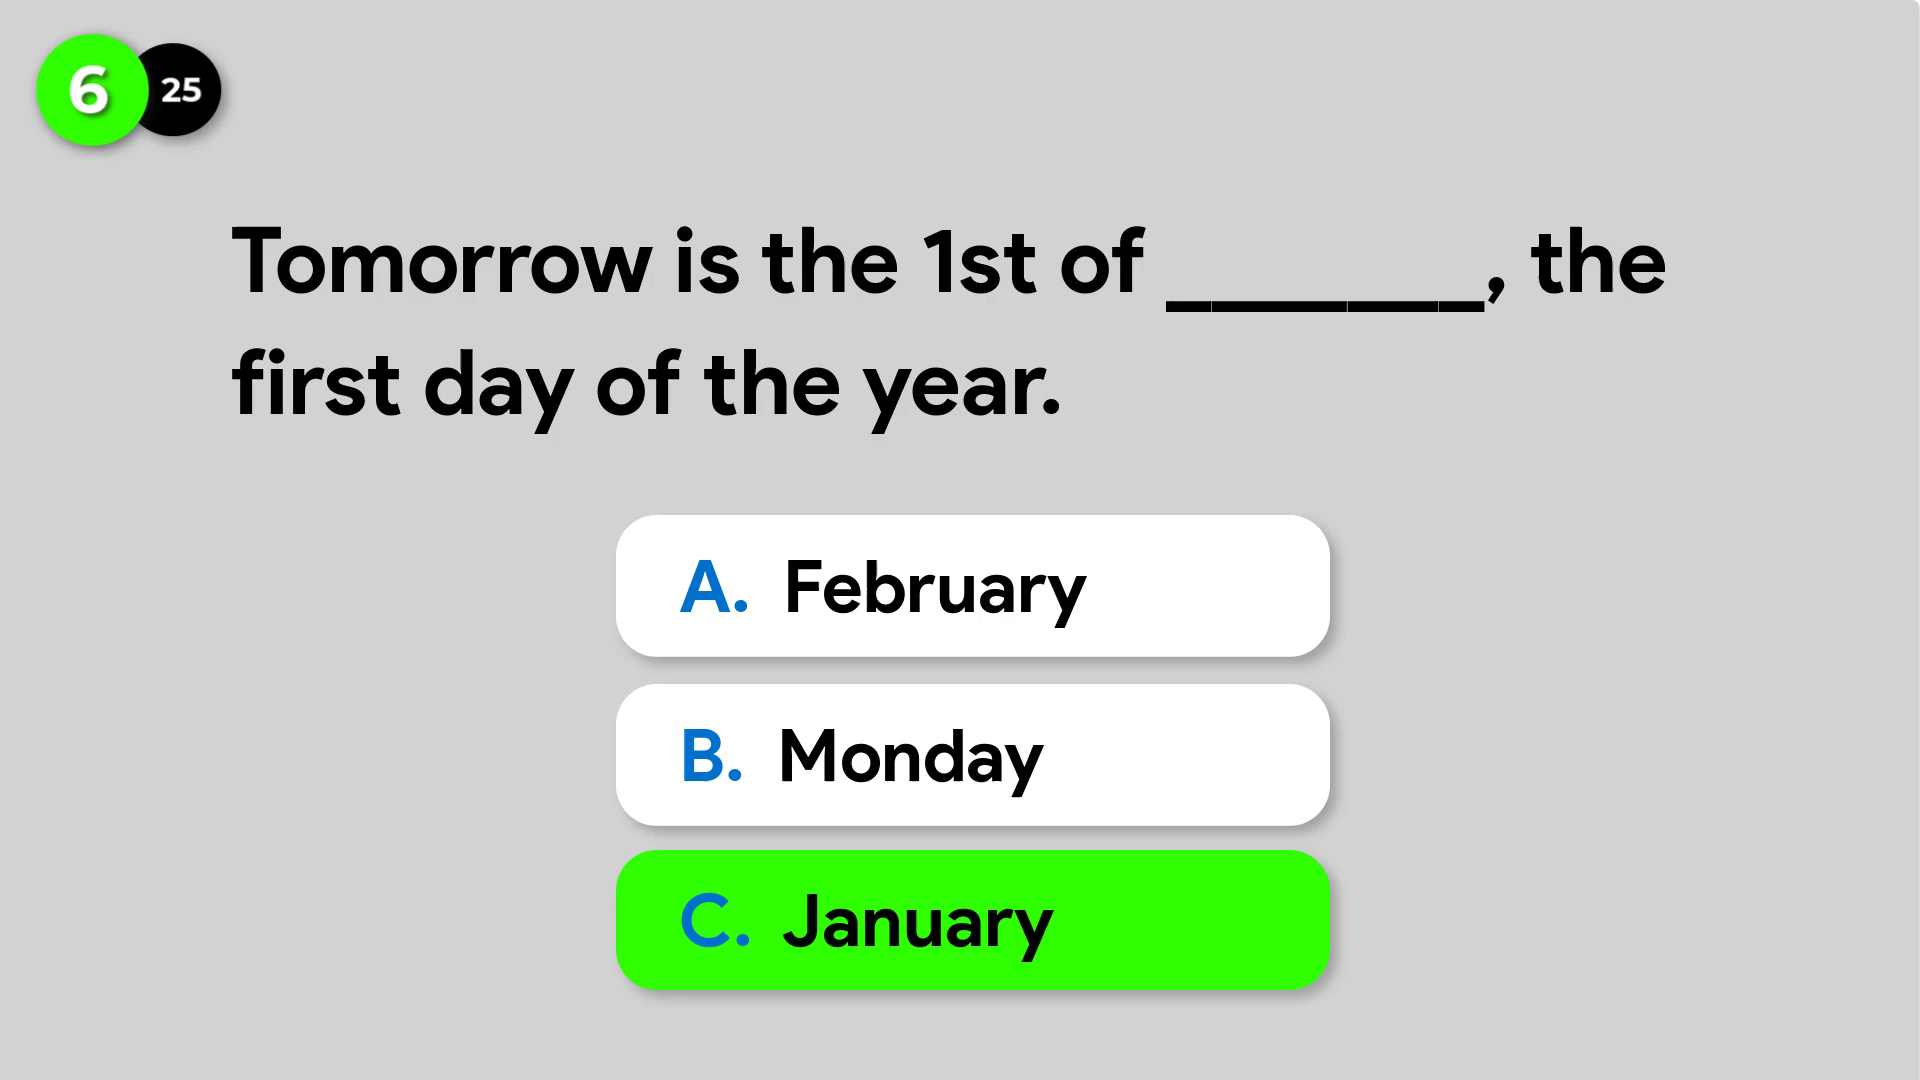 6 25
Tomorrow is the 1st of _______, the
first day of the year.
A. February
B. Monday
C. January